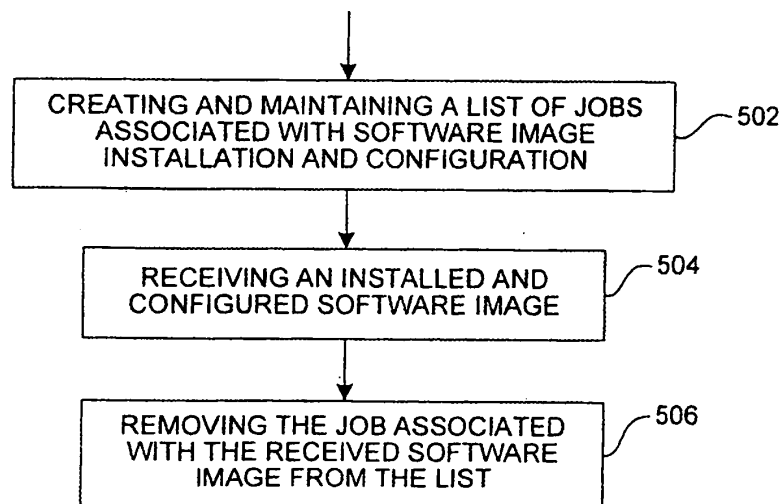 CREATING AND MAINTAINING A LIST OF JOBS
ASSOCIATED WITH SOFTWARE IMAGE
INSTALLATION AND CONFIGURATION
502
RECEIVING AN INSTALLED AND
CONFIGURED SOFTWARE IMAGE
504
REMOVING THE JOB ASSOCIATED
WITH THE RECEIVED SOFTWARE
IMAGE FROM THE LIST
506